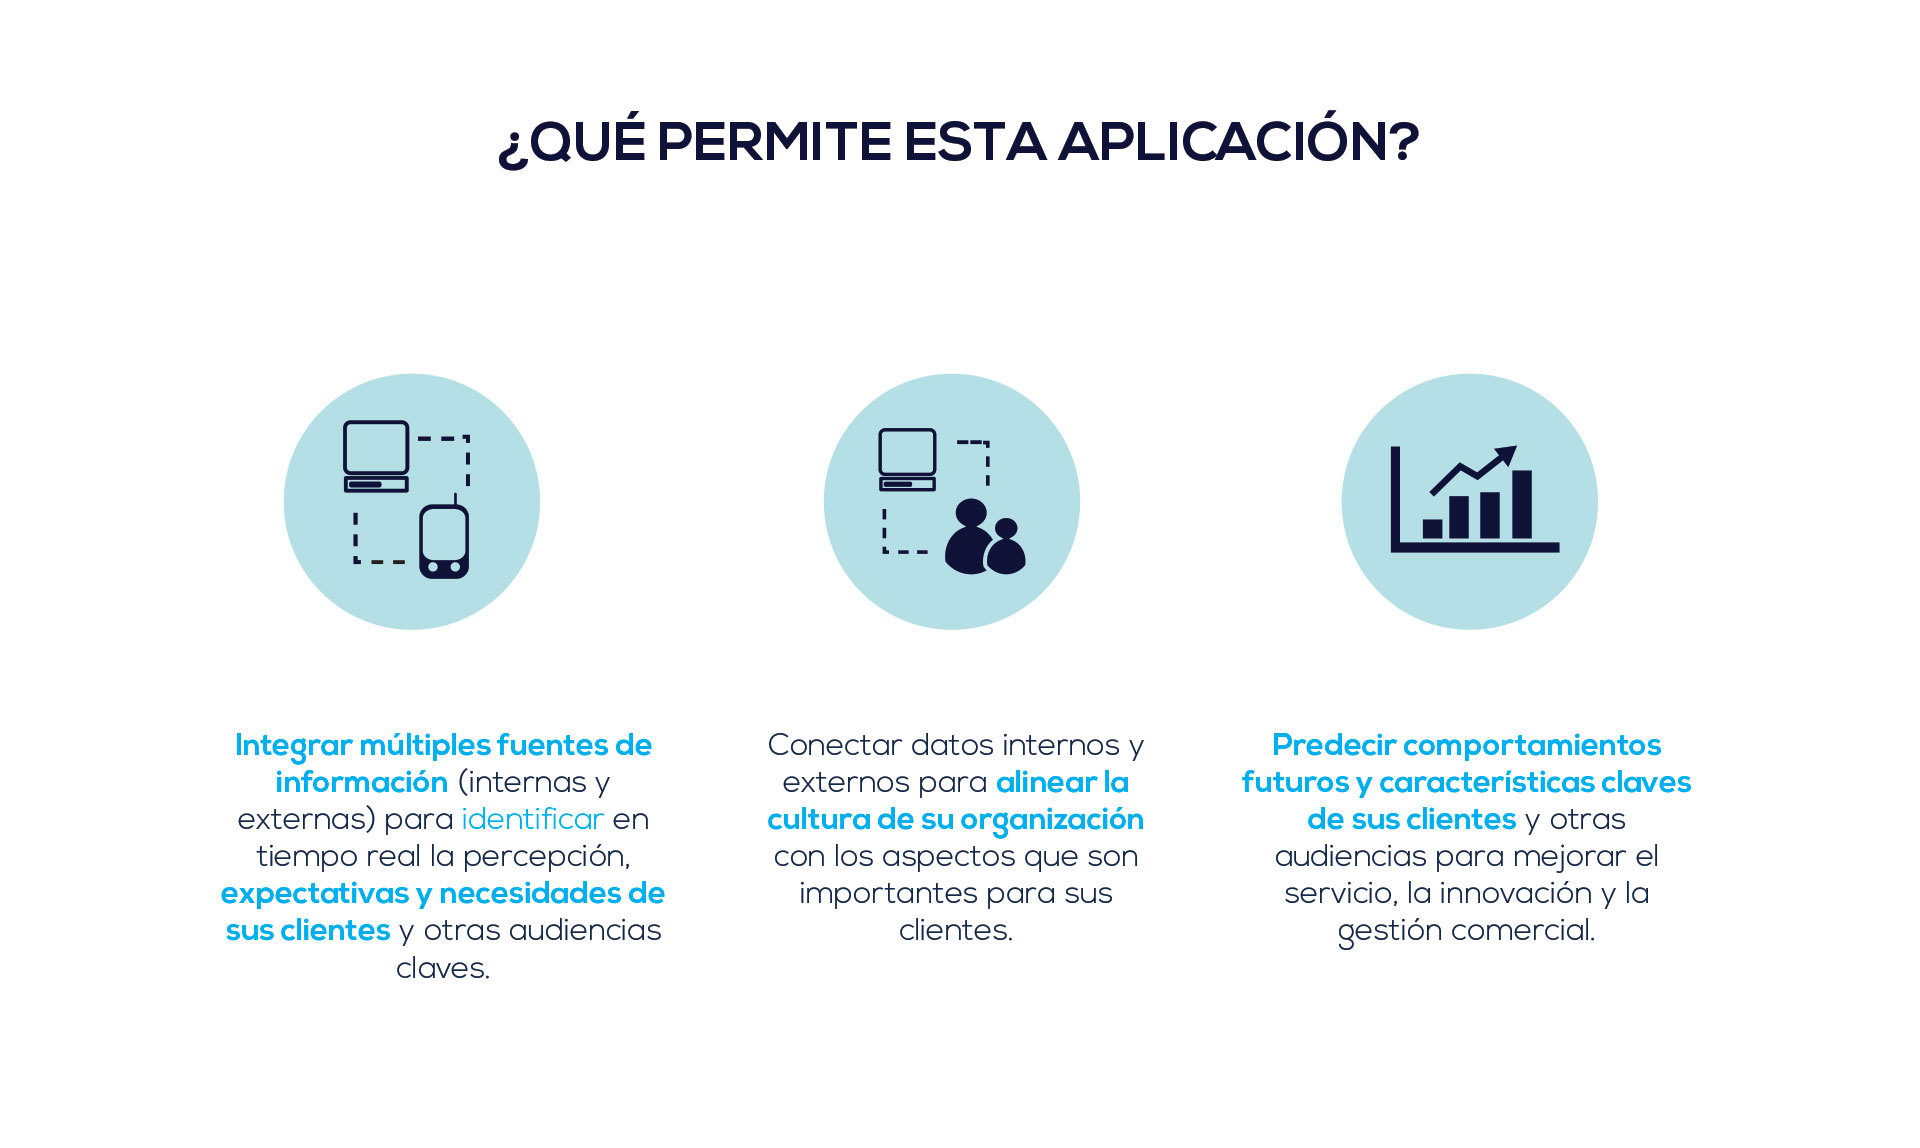 ¿QUÉ PERMITE ESTA APLICACIÓN?
Integrar múltiples fuentes de
información (internas y
externas) para identificar en
tiempo real la percepción,
expectativas y necesidades de
sus clientes y otras audiencias
claves.
Conectar datos internos y
externos para alinear la
cultura de su organización
con los aspectos que son
importantes para sus
clientes.
Predecir comportamientos
futuros y características claves
de sus clientes y otras
audiencias para mejorar el
servicio, la innovación y la
gestión comercial.